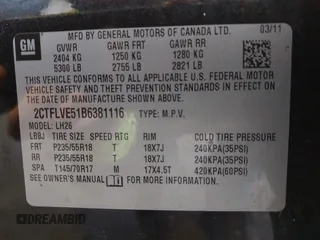 GM
MFD BY GENERAL MOTORS OF CANADA LTD.
03/11
GVWR GAWR FRT GAWR RR
2404 KG 1250 KG 1280 KG
5300 LB 2755 LB 2821 LB
THIS VEHICLE CONFORMS TO ALL APPLICABLE U.S. FEDERAL
MOTOR VEHICLE SAFETY AND THEFT PREVENTION STANDARDS
IN EFFECT ON THE DATE OF MANUFACTURE SHOWN ABOVE.
2CTFLVE51B6381116 TYPE: M.P.V.
MODEL: LH26
TIRE SIZE SPEED RTG RIM COLD TIRE PRESSURE
FRT P235/55R18 T 18X7J 240KPA(35PSI)
RR P235/55R18 T 18X7J 240KPA(35PSI)
SPA T145/70R17 M 17X4.5T 420KPA(60PSI)
SEE OWNER'S MANUAL FOR ADDITIONAL INFORMATION.
DREAMBID